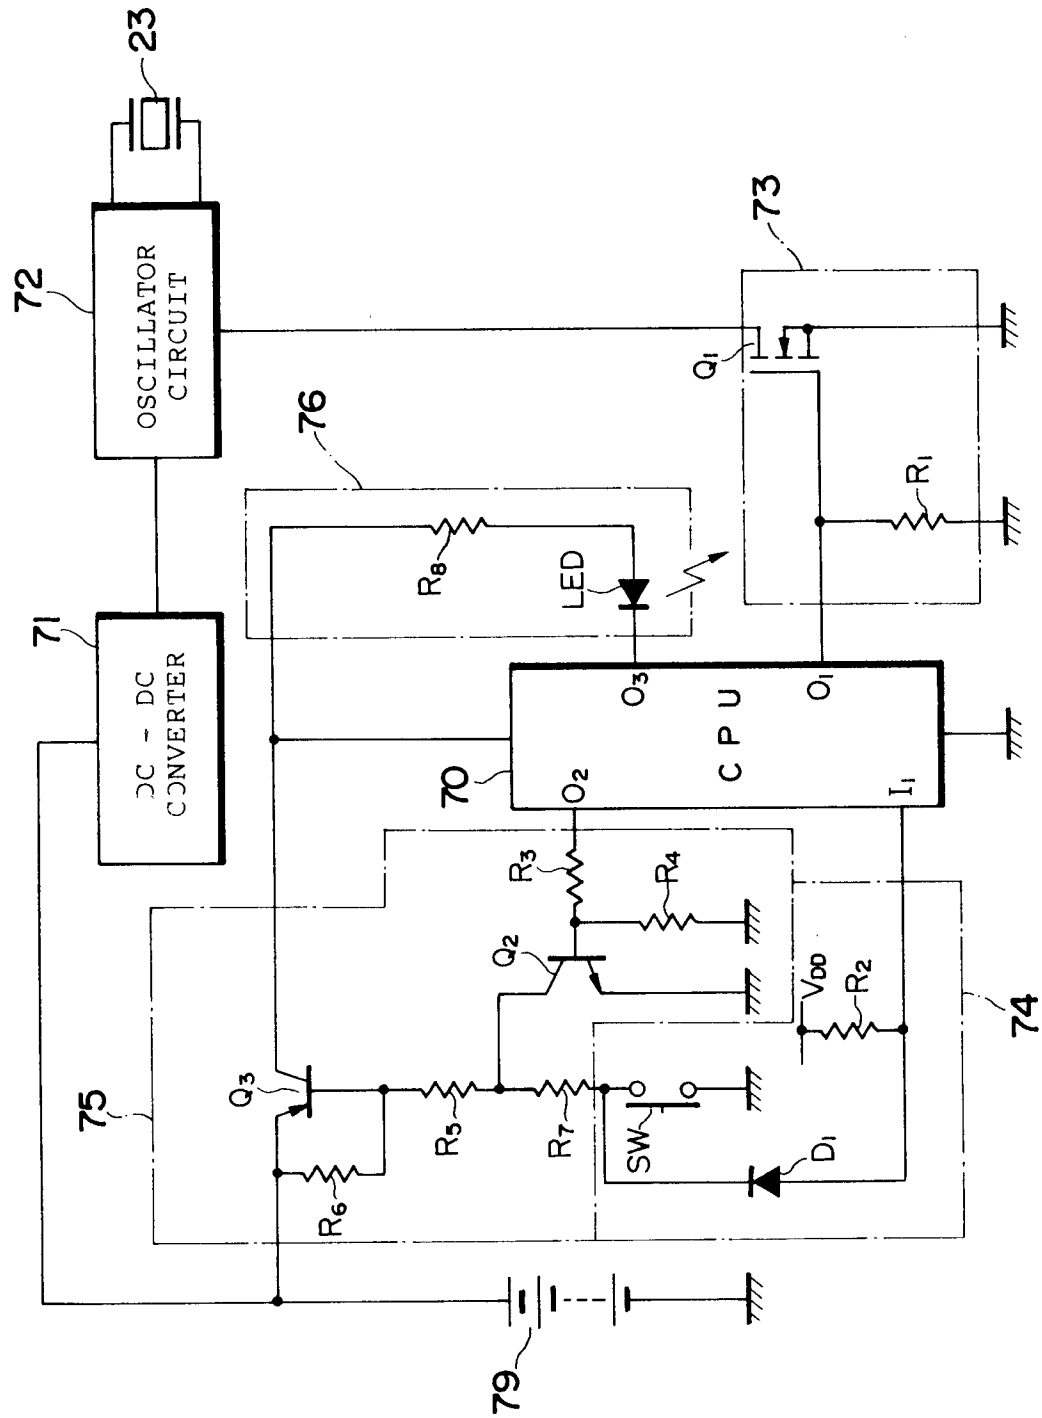 23
72
OSCILLATOR
CIRCUIT
71
DC - DC
CONVERTER
76
R8
LED
73
Q1
R1
70
CPU
O2
O3
O1
I1
75
Q3
R6
R5
R7
Q2
R3
R4
SW
D1
VDD
R2
74
79